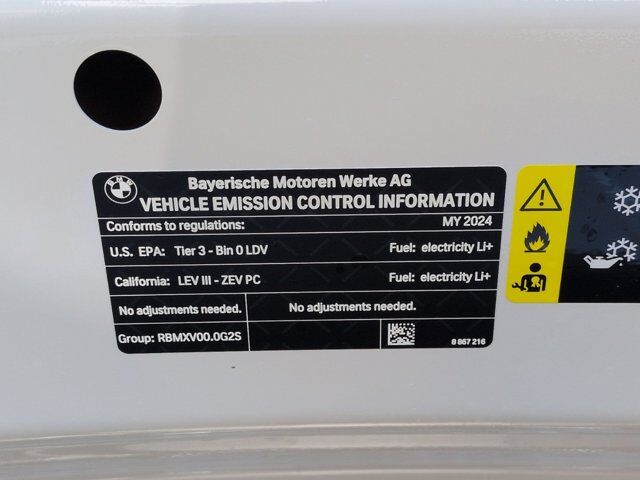 BMW
Bayerische Motoren Werke AG
VEHICLE EMISSION CONTROL INFORMATION
Conforms to regulations: MY 2024
U.S. EPA: Tier 3 - Bin 0 LDV Fuel: electricity Li+
California: LEV III - ZEV PC Fuel: electricity Li+
No adjustments needed. No adjustments needed.
Group: RBMXV00.0G2S 8 867 216